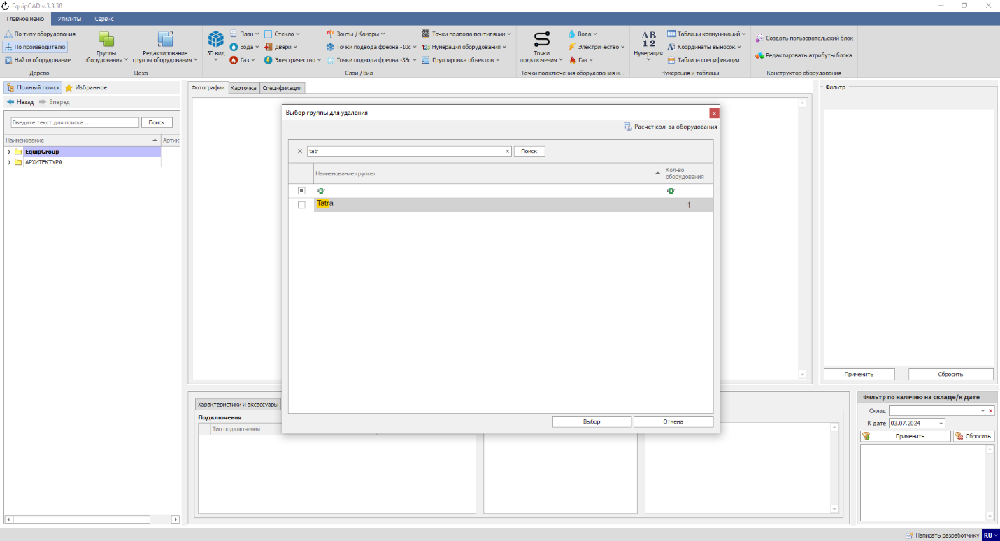 EquipCAD v.3.3.38
Главное меню Утилиты Сервис
По типу оборудования
По производителю
Найти оборудование
Дерево
Группы
оборудования
Редактирование
группы оборудования
Цеха
3D вид
План Стекло Зонты / Камеры Точки подвода вентиляции
Вода Двери Точки подвода фреона -10с 123 Нумерация оборудования
Газ Электричество Точки подвода фреона -35с Группировка объектов
Слои / Вид
Точки
подключения
Вода
Электричество
Газ
Точки подключения оборудования и...
AB
12
Нумерация
Таблицы коммуникаций
Координаты выносок
Таблица спецификации
Нумерация и таблицы
Создать пользовательский блок
Редактировать атрибуты блока
Конструктор оборудования
Полный поиск Избранное
Назад Вперед
Введите текст для поиска ... Поиск
Наименование Артик
EquipGroup
АРХИТЕКТУРА
Фотографии Карточка Спецификация
Выбор группы для удаления
Расчет кол-ва оборудования
tatr Поиск
Наименование группы Кол-во
оборудования
Tatra 1
Выбор Отмена
Фильтр
Применить Сбросить
Характеристики и аксессуары
Подключения
Тип подключения
Фильтр по наличию на складе/к дате
Склад
К дате 03.07.2024
Применить Сбросить
Написать разработчику RU